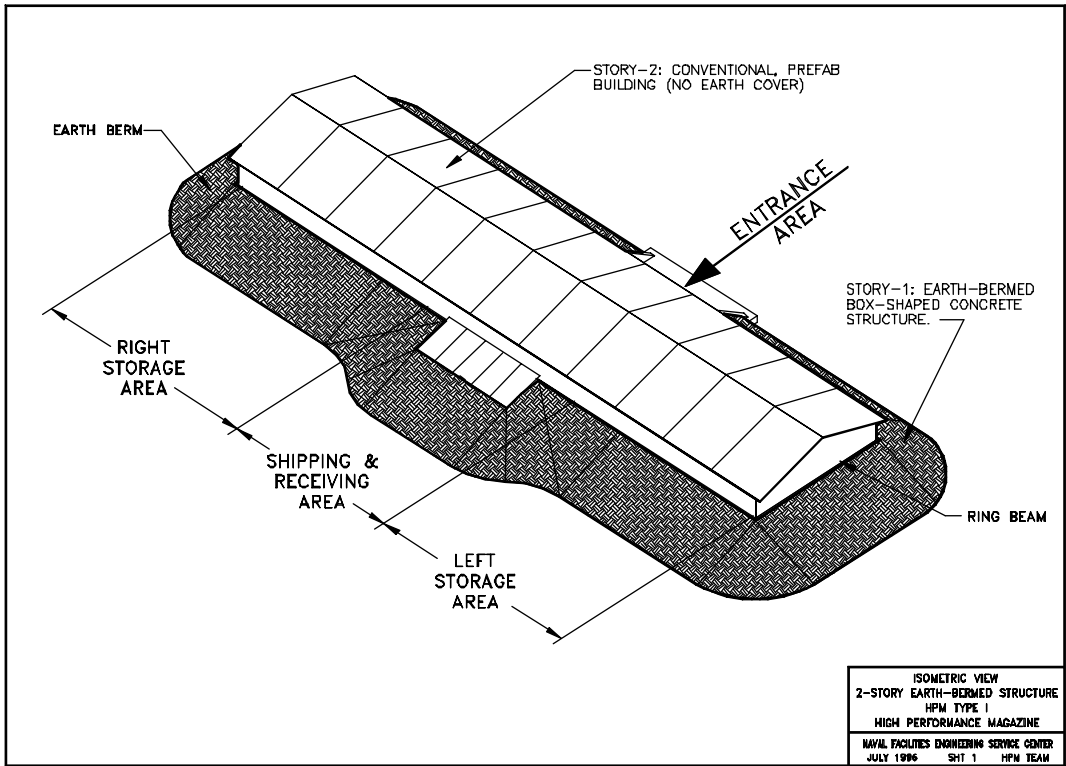 STORY-2: CONVENTIONAL, PREFAB
BUILDING (NO EARTH COVER)
EARTH BERM
ENTRANCE
AREA
STORY-1: EARTH-BERMED
BOX-SHAPED CONCRETE
STRUCTURE.
RIGHT
STORAGE
AREA
SHIPPING &
RECEIVING
AREA
LEFT
STORAGE
AREA
RING BEAM
ISOMETRIC VIEW
2-STORY EARTH-BERMED STRUCTURE
HPM TYPE I
HIGH PERFORMANCE MAGAZINE
NAVAL FACILITIES ENGINEERING SERVICE CENTER
JULY 1996 SHT 1 HPM TEAM